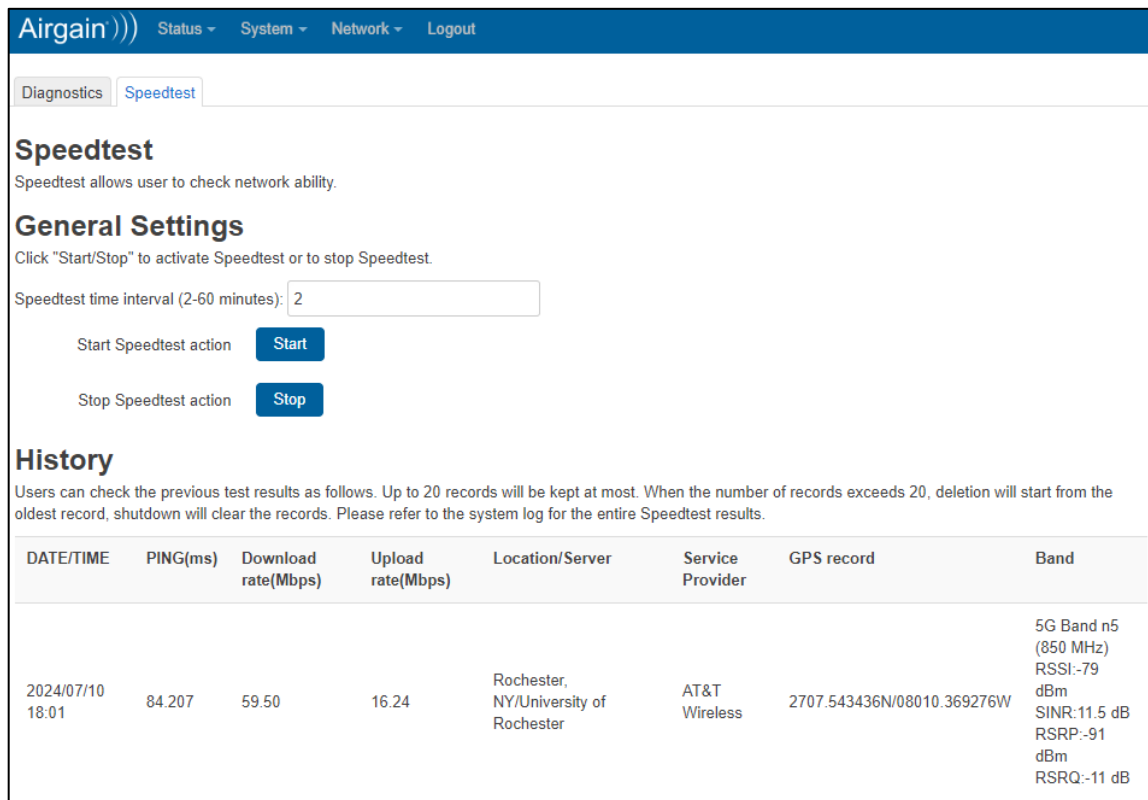 Airgain))) Status System Network Logout
Diagnostics Speedtest
Speedtest
Speedtest allows user to check network ability.
General Settings
Click "Start/Stop" to activate Speedtest or to stop Speedtest.
Speedtest time interval (2-60 minutes): 2
Start Speedtest action Start
Stop Speedtest action Stop
History
Users can check the previous test results as follows. Up to 20 records will be kept at most. When the number of records exceeds 20, deletion will start from the
oldest record, shutdown will clear the records. Please refer to the system log for the entire Speedtest results.
DATE/TIME PING(ms) Download rate(Mbps) Upload rate(Mbps) Location/Server Service Provider GPS record Band
2024/07/10 18:01
84.207
59.50
16.24
Rochester,
NY/University of
Rochester
AT&T
Wireless
2707.543436N/08010.369276W
5G Band n5
(850 MHz)
RSSI:-79
dBm
SINR:11.5 dB
RSRP:-91
dBm
RSRQ:-11 dB